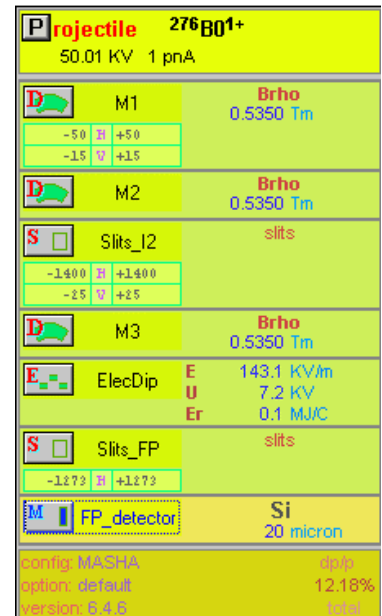 Projectile 276B01+
50.01 KV 1 pnA
D M1 Brho
0.5350 Tm
-50 H +50
-15 V +15
D M2 Brho
0.5350 Tm
S Slits_I2 slits
-1400 H +1400
-25 V +25
D M3 Brho
0.5350 Tm
E ElecDip E 143.1 KV/m
U 7.2 KV
Er 0.1 MJ/C
S Slits_FP slits
-1273 H +1273
M FP_detector Si
20 micron
config: MASHA dp/p
option: default 12.18%
version: 6.4.6 total